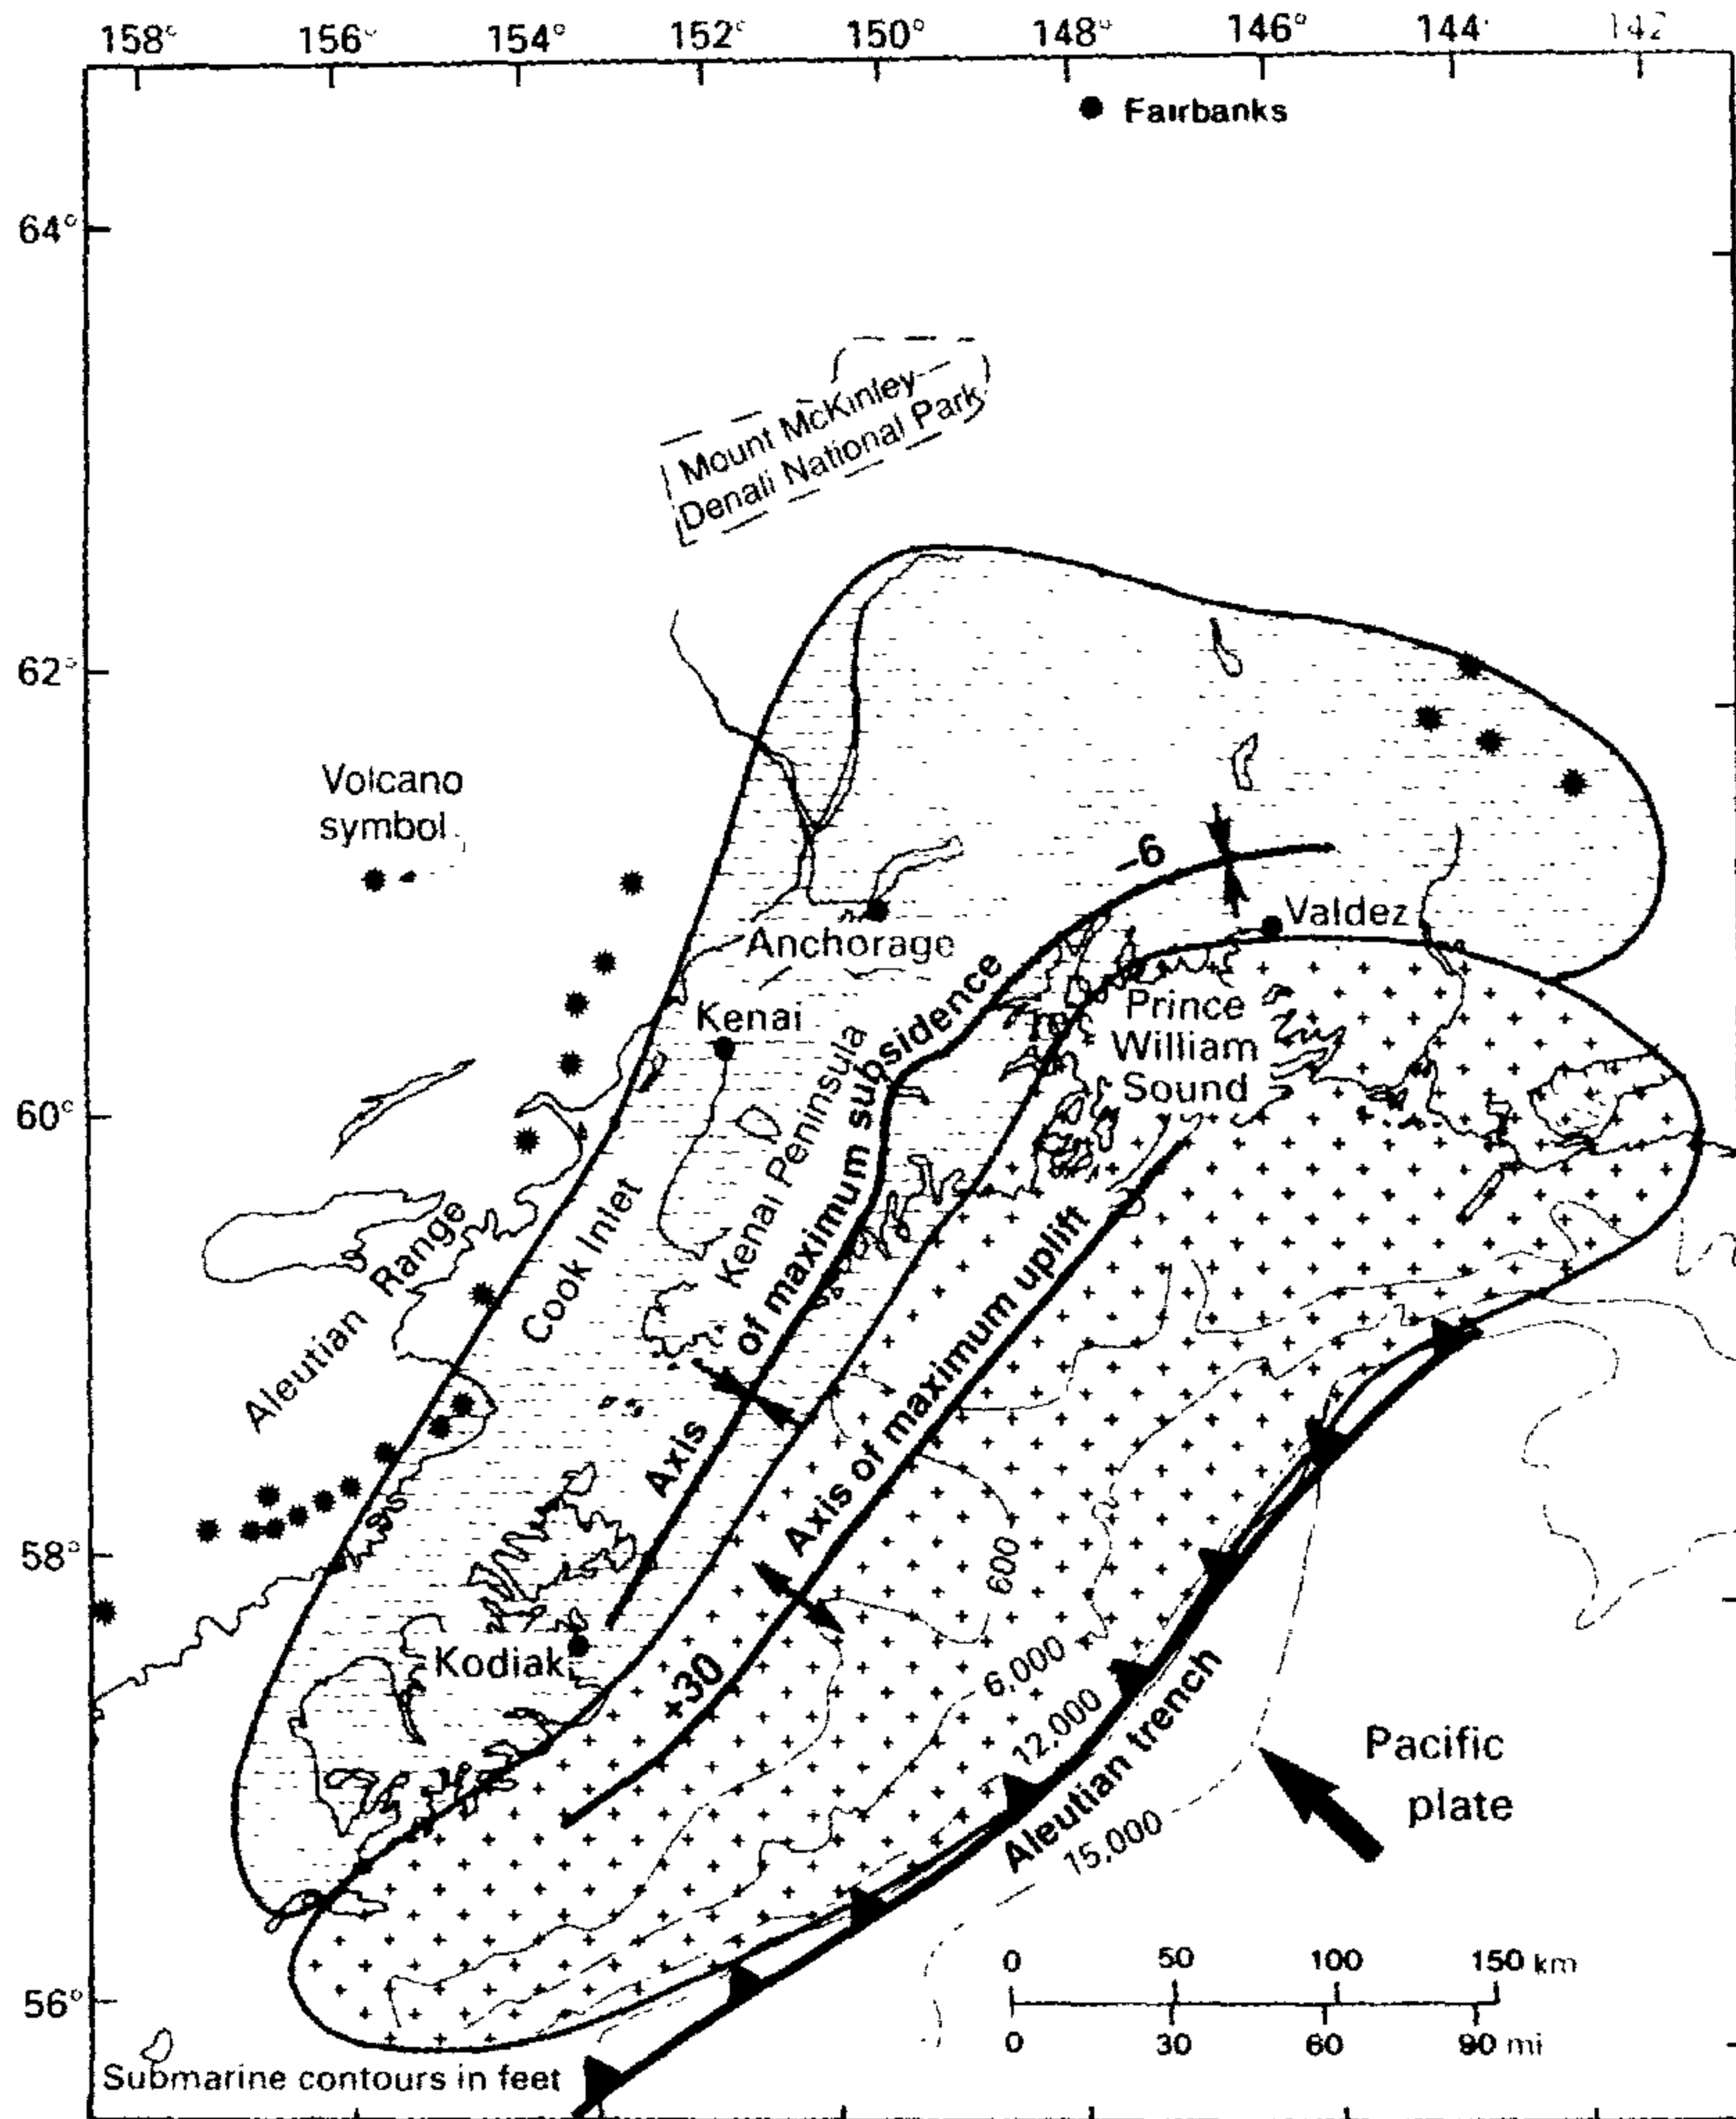 158° 156° 154° 152° 150° 148° 146° 144° 142
Fairbanks
64°
Mount McKinley
Denali National Park
62°
Volcano
symbol
-6
Valdez
Anchorage
Kenai
Prince
William
Sound
Kenai Peninsula
60°
Cook Inlet
Aleutian Range
Axis of maximum subsidence
Axis of maximum uplift
58°
600
Kodiak
+30
6,000
12,000
Aleutian trench
15,000
Pacific
plate
56°
0 50 100 150 km
0 30 60 90 mi
Submarine contours in feet